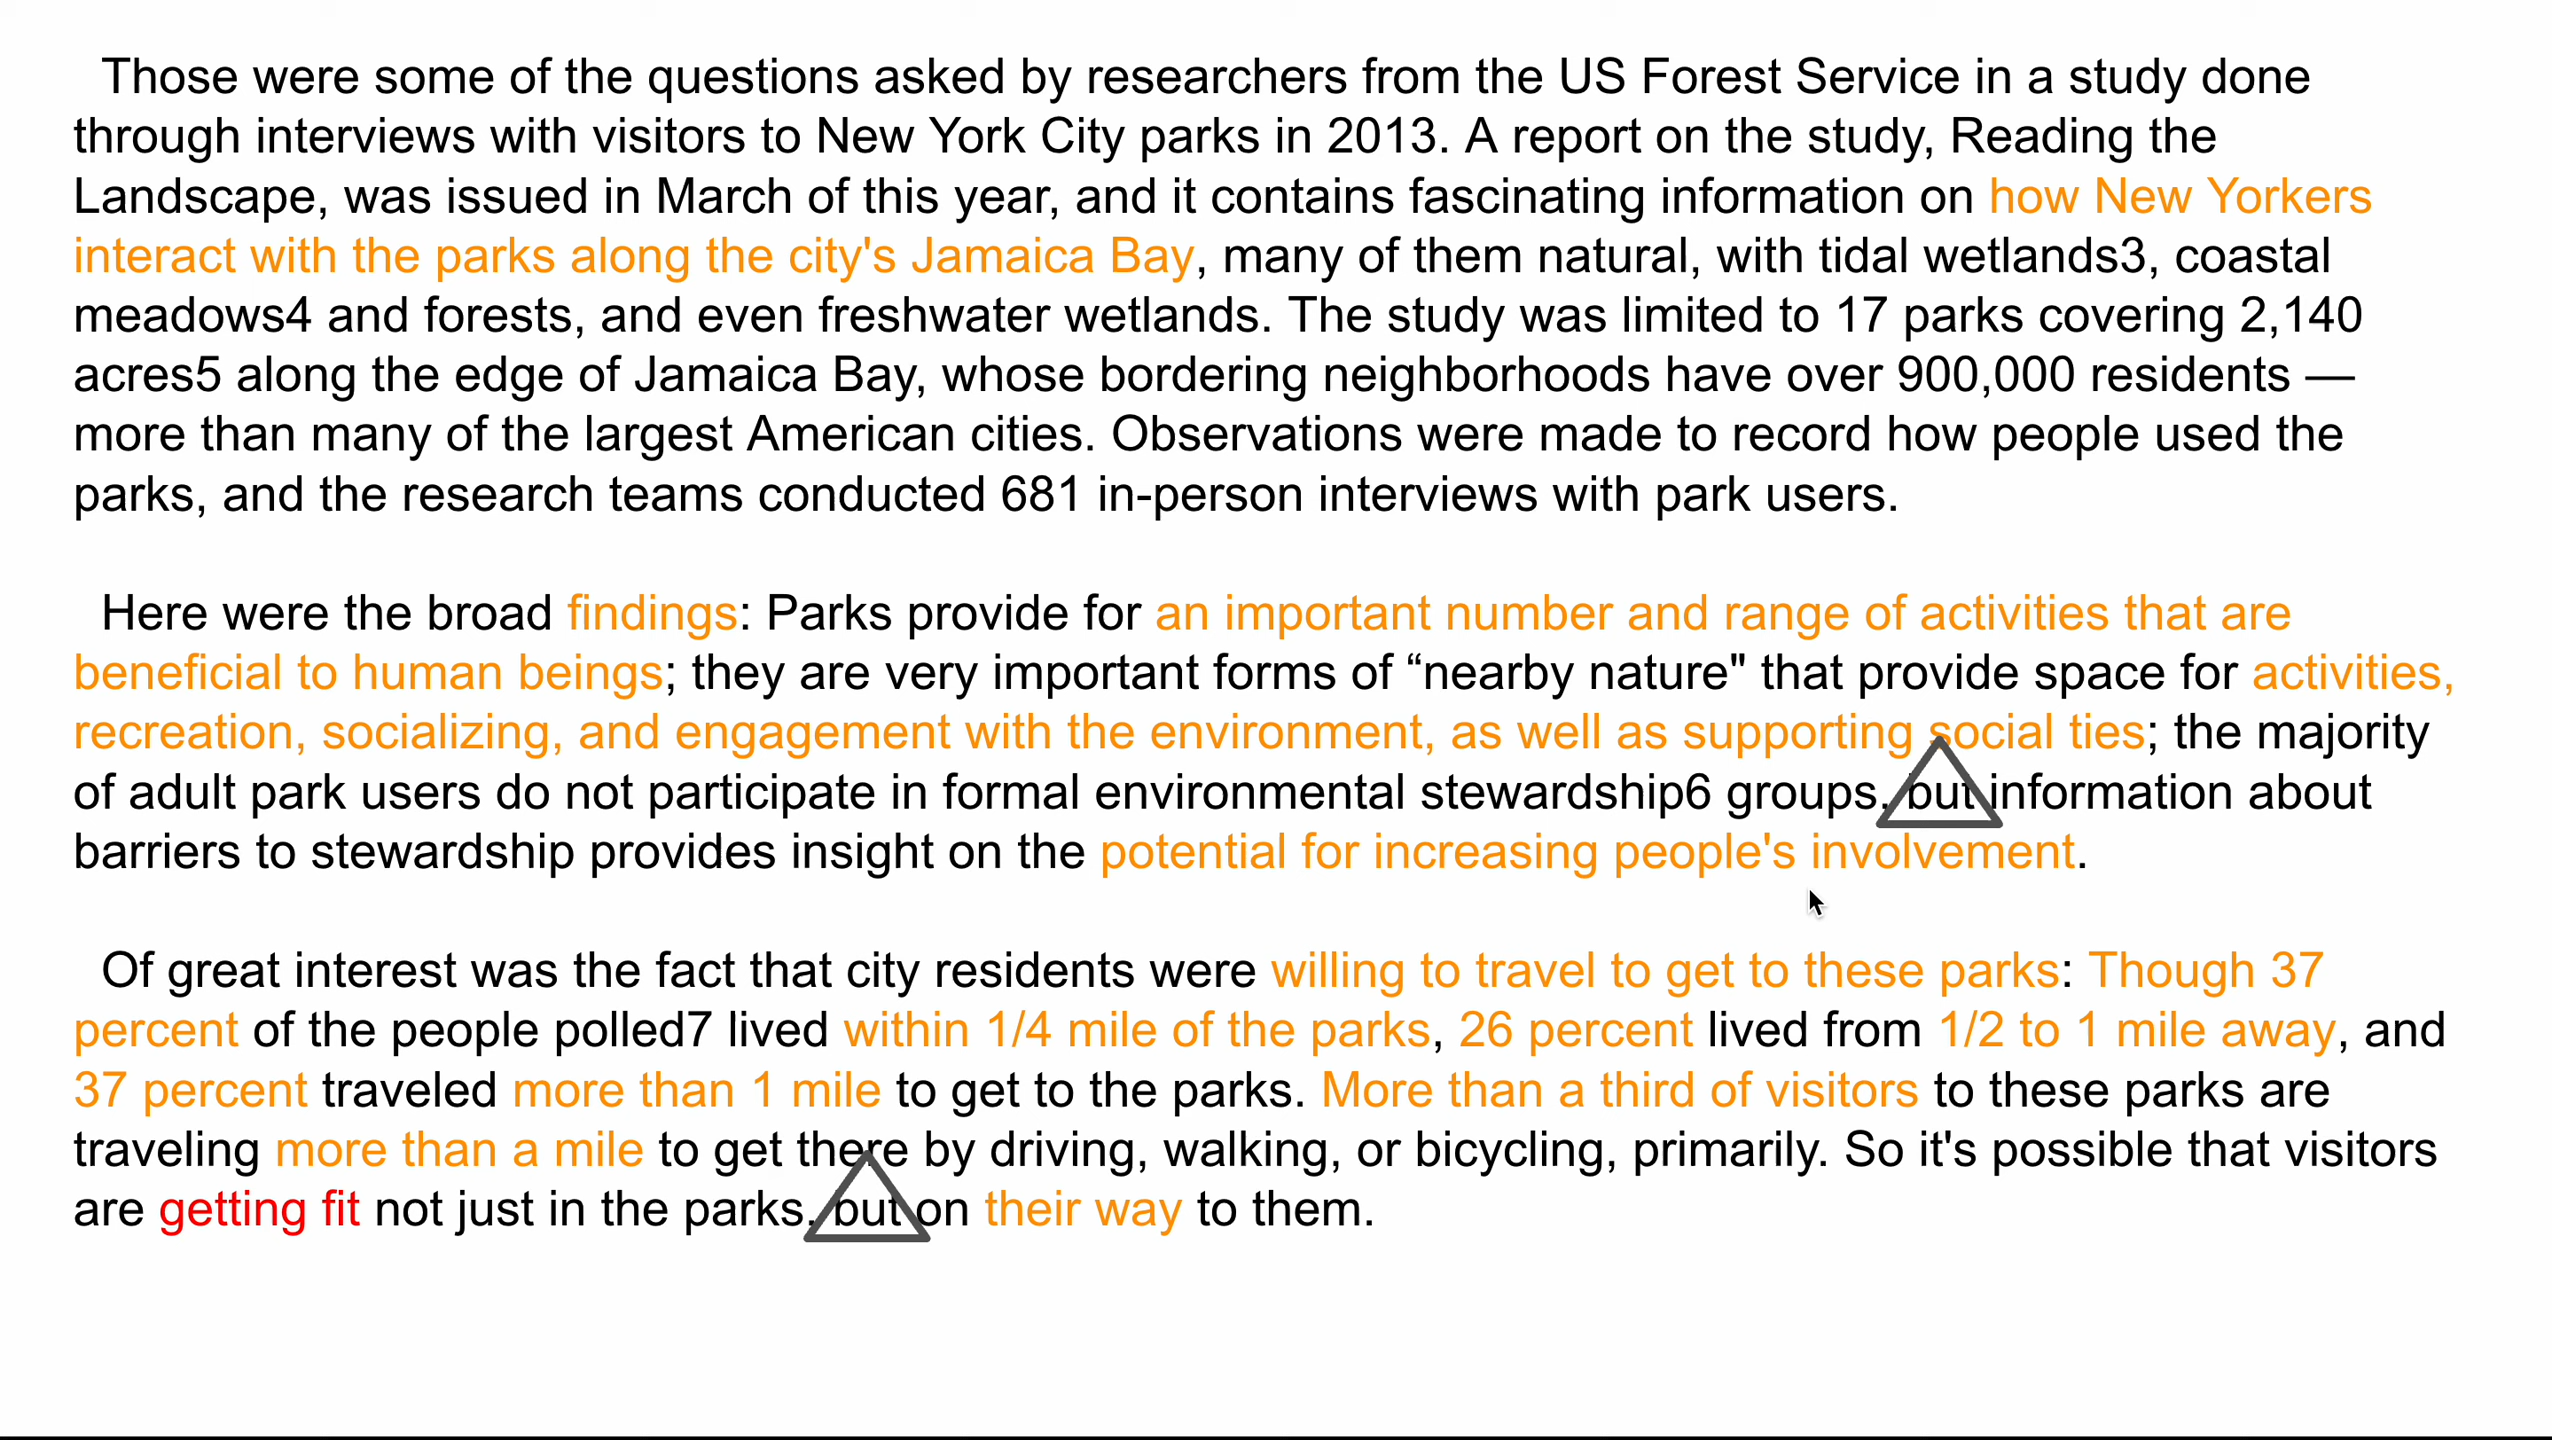 Those were some of the questions asked by researchers from the US Forest Service in a study done
through interviews with visitors to New York City parks in 2013. A report on the study, Reading the
Landscape, was issued in March of this year, and it contains fascinating information on how New Yorkers
interact with the parks along the city's Jamaica Bay, many of them natural, with tidal wetlands3, coastal
meadows4 and forests, and even freshwater wetlands. The study was limited to 17 parks covering 2,140
acres5 along the edge of Jamaica Bay, whose bordering neighborhoods have over 900,000 residents —
more than many of the largest American cities. Observations were made to record how people used the
parks, and the research teams conducted 681 in-person interviews with park users.
Here were the broad findings: Parks provide for an important number and range of activities that are
beneficial to human beings; they are very important forms of “nearby nature" that provide space for activities,
recreation, socializing, and engagement with the environment, as well as supporting social ties; the majority
of adult park users do not participate in formal environmental stewardship6 groups, but information about
barriers to stewardship provides insight on the potential for increasing people's involvement.
Of great interest was the fact that city residents were willing to travel to get to these parks: Though 37
percent of the people polled7 lived within 1/4 mile of the parks, 26 percent lived from 1/2 to 1 mile away, and
37 percent traveled more than 1 mile to get to the parks. More than a third of visitors to these parks are
traveling more than a mile to get there by driving, walking, or bicycling, primarily. So it's possible that visitors
are getting fit not just in the parks, but on their way to them.